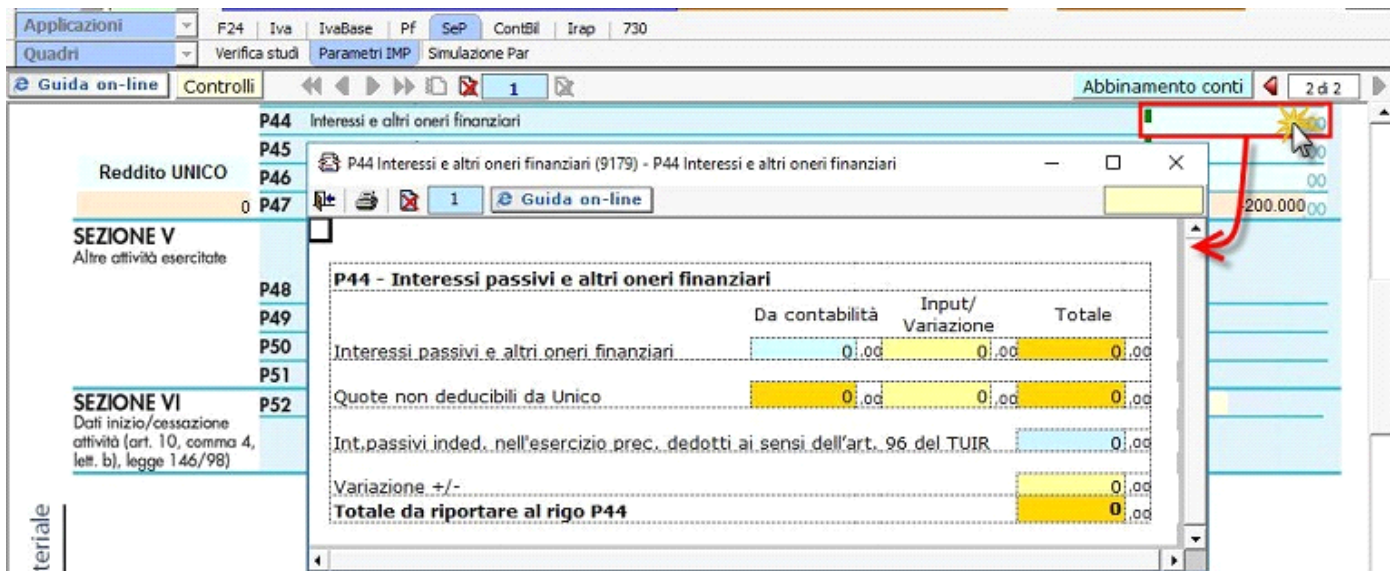 Applicazioni F24 Iva IvaBase Pf SeP ContBil Irap 730
Quadri Verifica studi Parametri IMP Simulazione Par
Guida on-line Controlli 1 Abbinamento conti 2 di 2
P44 Interessi e altri oneri finanziari 00
P45 00
Reddito UNICO P46 00
0 P47 -200.000 00
P44 Interessi e altri oneri finanziari (9179) - P44 Interessi e altri oneri finanziari
1 Guida on-line
SEZIONE V
Altre attività esercitate
P48
P49
P50
P51
SEZIONE VI P52
Dati inizio/cessazione
attività (art. 10, comma 4,
lett. b), legge 146/98)
P44 - Interessi passivi e altri oneri finanziari
Da contabilità Input/ Variazione Totale
Interessi passivi e altri oneri finanziari 0 ,00 0 ,00 0 ,00
Quote non deducibili da Unico 0 ,00 0 ,00 0 ,00
Int.passivi inded. nell'esercizio prec. dedotti ai sensi dell'art. 96 del TUIR 0 ,00
Variazione +/- 0 ,00
Totale da riportare al rigo P44 0 ,00
teriale